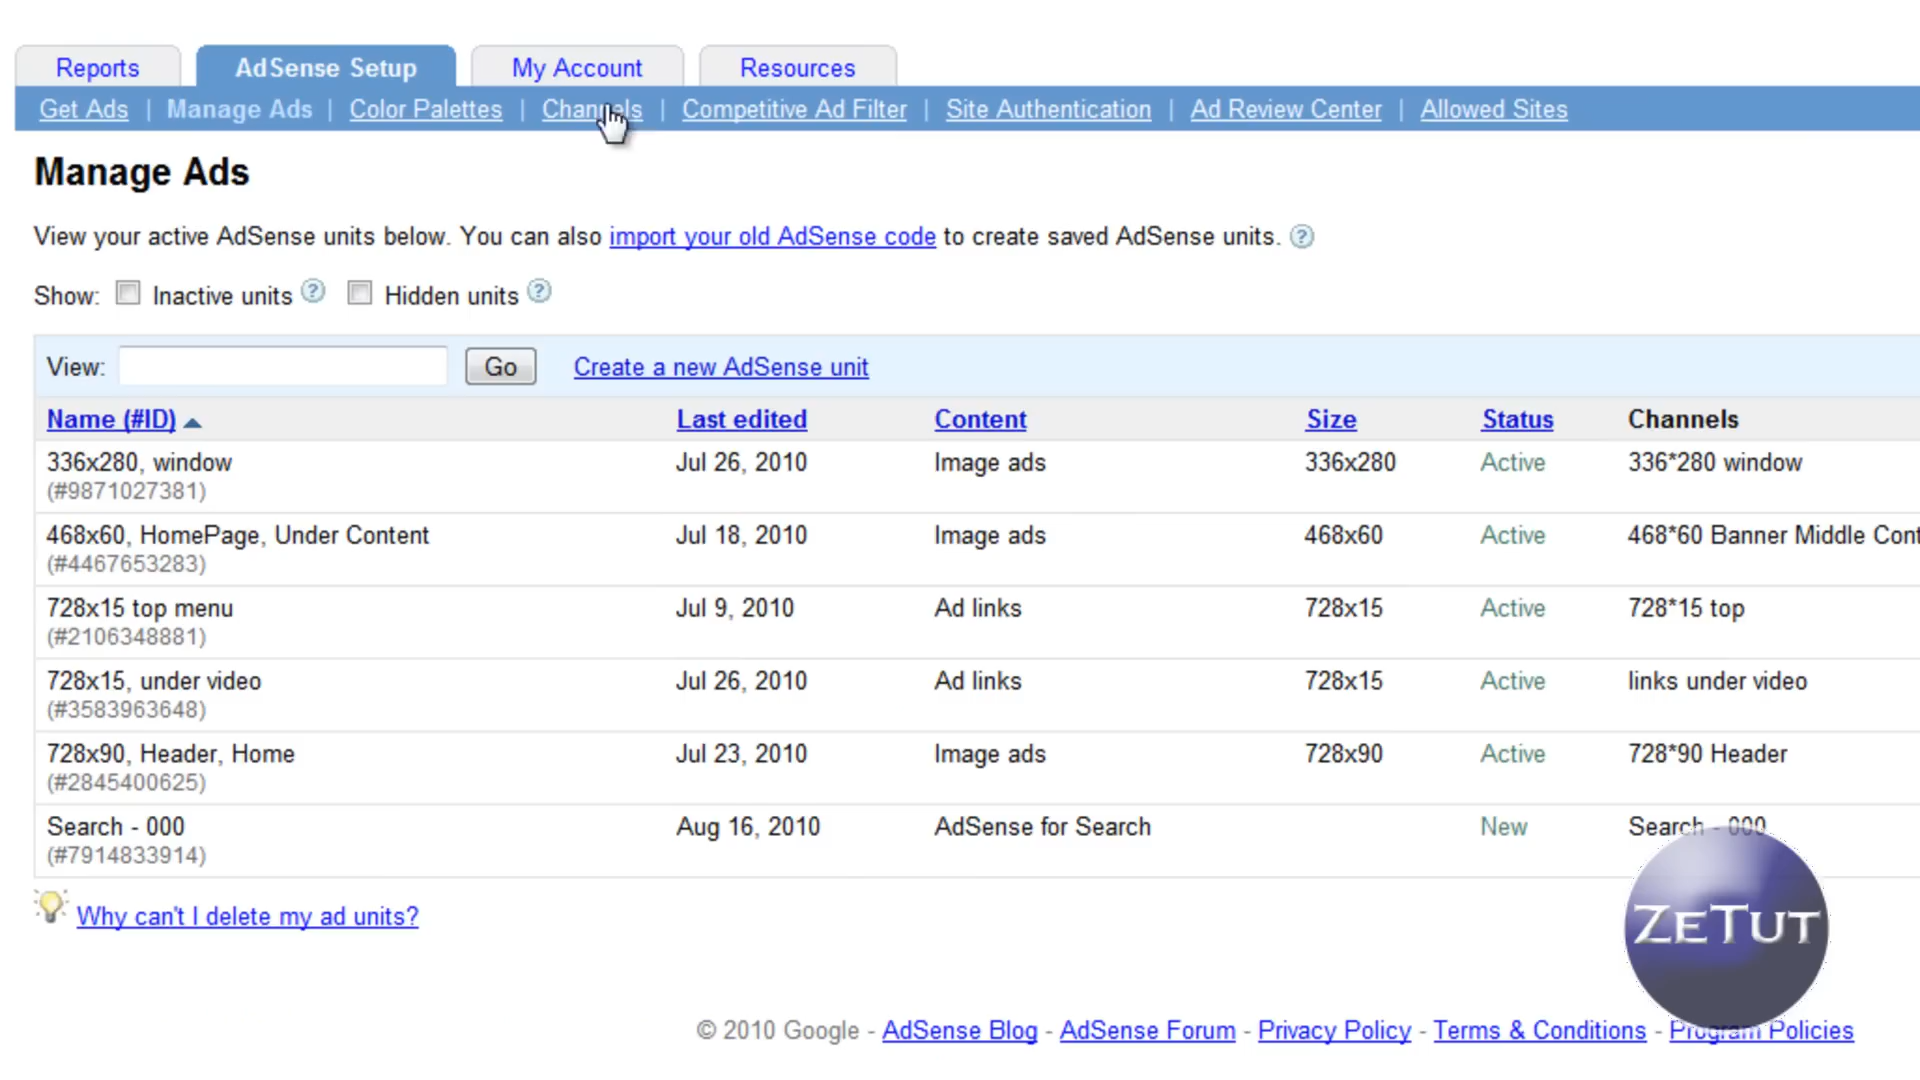 Reports AdSense Setup My Account Resources
Get Ads | Manage Ads | Color Palettes | Channels | Competitive Ad Filter | Site Authentication | Ad Review Center | Allowed Sites
Manage Ads
View your active AdSense units below. You can also import your old AdSense code to create saved AdSense units. ?
Show: Inactive units ? Hidden units ?
View: Go Create a new AdSense unit
Name (#ID) Last edited Content Size Status Channels
336x280, window Jul 26, 2010 Image ads 336x280 Active 336*280 window
(#9871027381)
468x60, HomePage, Under Content Jul 18, 2010 Image ads 468x60 Active 468*60 Banner Middle Cont
(#4467653283)
728x15 top menu Jul 9, 2010 Ad links 728x15 Active 728*15 top
(#2106348881)
728x15, under video Jul 26, 2010 Ad links 728x15 Active links under video
(#3583963648)
728x90, Header, Home Jul 23, 2010 Image ads 728x90 Active 728*90 Header
(#2845400625)
Search - 000 Aug 16, 2010 AdSense for Search New Search - 000
(#7914833914)
Why can't I delete my ad units?
ZeTut
© 2010 Google - AdSense Blog - AdSense Forum - Privacy Policy - Terms & Conditions - Program Policies